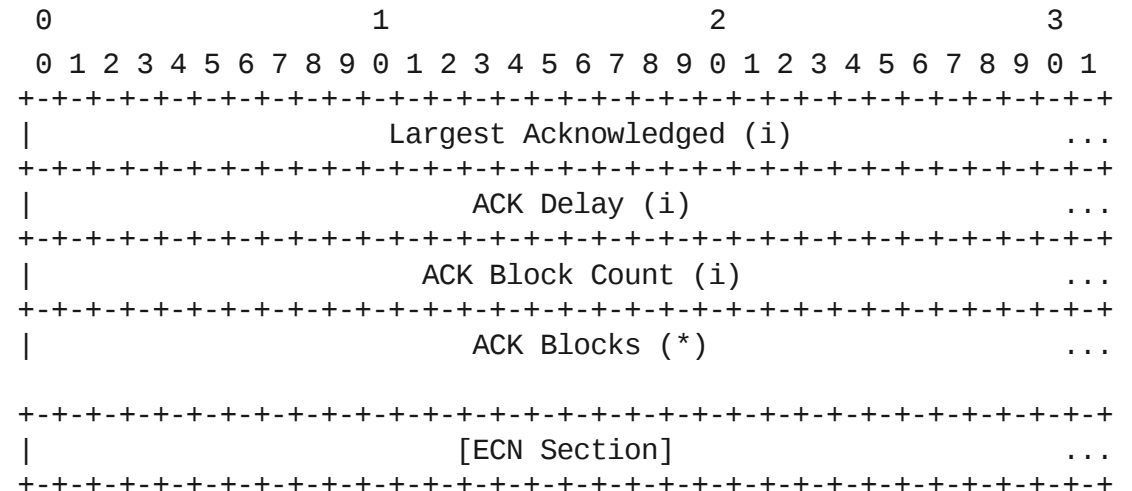 0                   1                   2                   3
 0 1 2 3 4 5 6 7 8 9 0 1 2 3 4 5 6 7 8 9 0 1 2 3 4 5 6 7 8 9 0 1
+-+-+-+-+-+-+-+-+-+-+-+-+-+-+-+-+-+-+-+-+-+-+-+-+-+-+-+-+-+-+-+-+
|                     Largest Acknowledged (i)                ...
+-+-+-+-+-+-+-+-+-+-+-+-+-+-+-+-+-+-+-+-+-+-+-+-+-+-+-+-+-+-+-+-+
|                          ACK Delay (i)                      ...
+-+-+-+-+-+-+-+-+-+-+-+-+-+-+-+-+-+-+-+-+-+-+-+-+-+-+-+-+-+-+-+-+
|                       ACK Block Count (i)                   ...
+-+-+-+-+-+-+-+-+-+-+-+-+-+-+-+-+-+-+-+-+-+-+-+-+-+-+-+-+-+-+-+-+
|                          ACK Blocks (*)                     ...
+-+-+-+-+-+-+-+-+-+-+-+-+-+-+-+-+-+-+-+-+-+-+-+-+-+-+-+-+-+-+-+-+
|                         [ECN Section]                       ...
+-+-+-+-+-+-+-+-+-+-+-+-+-+-+-+-+-+-+-+-+-+-+-+-+-+-+-+-+-+-+-+-+